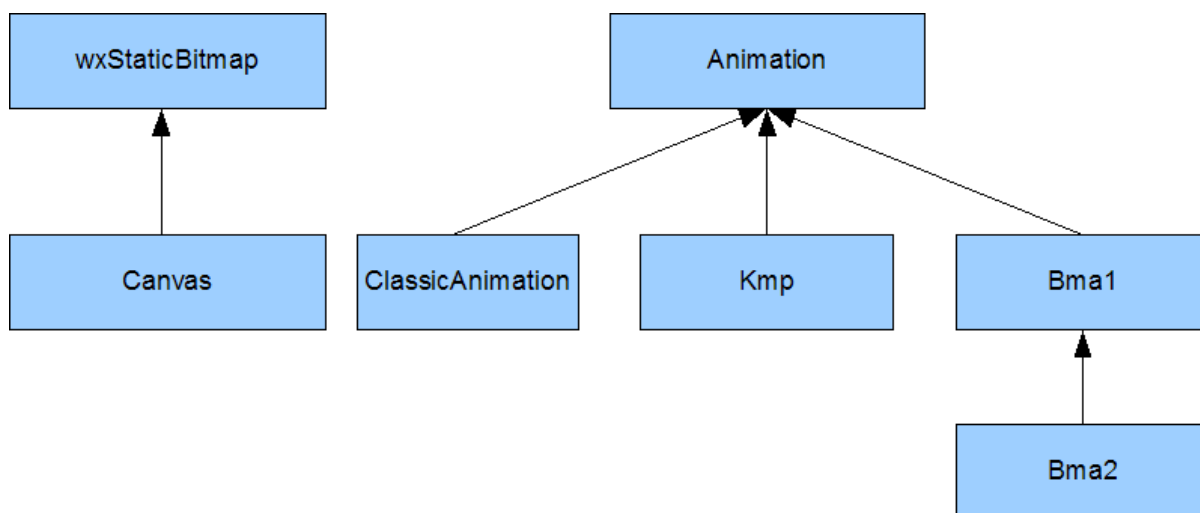 wxStaticBitmap
Animation
Canvas
ClassicAnimation
Kmp
Bma1
Bma2